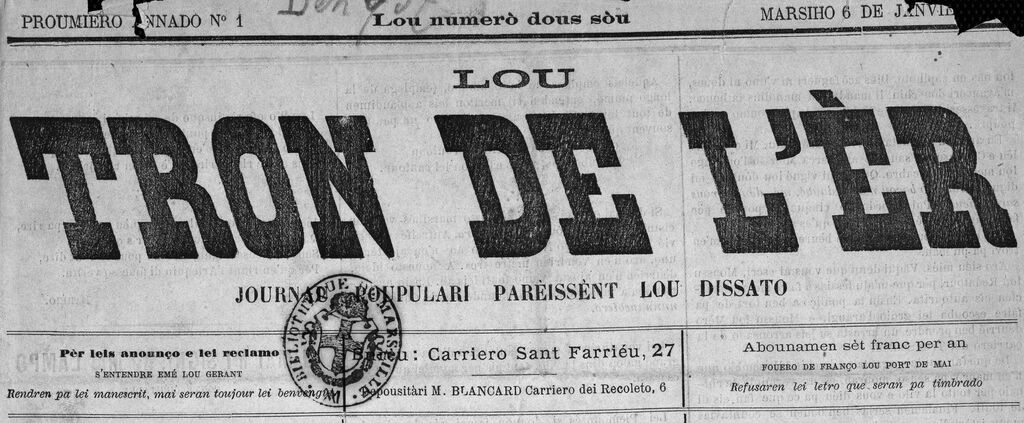 PROUMIERO ANNADO Nº 1
Lou numerò dous sòu
MARSIHO 6 DE JANVIE
LOU
TRON DE L'ÈR
JOURNAU POUPULARI PARÈISSÈNT LOU DISSATO
Pèr leis anounço e lei reclamo
S'ENTENDRE EMÉ LOU GERANT
Rendren pa lei manescrit, mai seran toujour lei benvengu
Burèu : Carriero Sant Farriéu, 27
Depousitàri M. BLANCARD Carriero dei Recoleto, 6
Abounamen sèt franc per an
FOUERO DE FRANÇO LOU PORT DE MAI
Refusaren lei letro que seran pa timbrado
BIBLIOTHEQUE